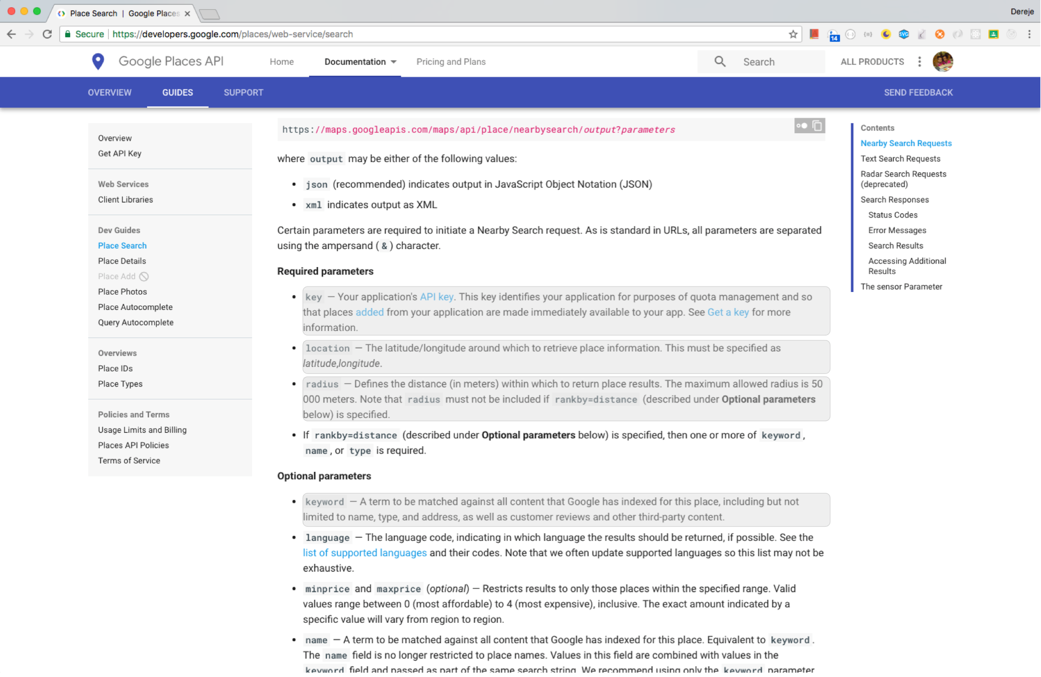 Place Search | Google Places
Dereje
Secure | https://developers.google.com/places/web-service/search
14
Google Places API
Home
Documentation
Pricing and Plans
Search
ALL PRODUCTS
OVERVIEW
GUIDES
SUPPORT
SEND FEEDBACK
Overview
Get API Key
Web Services
Client Libraries
Dev Guides
Place Search
Place Details
Place Add
Place Photos
Place Autocomplete
Query Autocomplete
Overviews
Place IDs
Place Types
Policies and Terms
Usage Limits and Billing
Places API Policies
Terms of Service
https://maps.googleapis.com/maps/api/place/nearbysearch/output?parameters
where output may be either of the following values:
• json (recommended) indicates output in JavaScript Object Notation (JSON)
• xml indicates output as XML
Certain parameters are required to initiate a Nearby Search request. As is standard in URLs, all parameters are separated
using the ampersand ( & ) character.
Required parameters
• key — Your application's API key. This key identifies your application for purposes of quota management and so
that places added from your application are made immediately available to your app. See Get a key for more
information.
• location — The latitude/longitude around which to retrieve place information. This must be specified as
latitude,longitude.
• radius — Defines the distance (in meters) within which to return place results. The maximum allowed radius is 50
000 meters. Note that radius must not be included if rankby=distance (described under Optional parameters
below) is specified.
• If rankby=distance (described under Optional parameters below) is specified, then one or more of keyword,
name, or type is required.
Optional parameters
• keyword — A term to be matched against all content that Google has indexed for this place, including but not
limited to name, type, and address, as well as customer reviews and other third-party content.
• language — The language code, indicating in which language the results should be returned, if possible. See the
list of supported languages and their codes. Note that we often update supported languages so this list may not be
exhaustive.
• minprice and maxprice (optional) — Restricts results to only those places within the specified range. Valid
values range between 0 (most affordable) to 4 (most expensive), inclusive. The exact amount indicated by a
specific value will vary from region to region.
• name — A term to be matched against all content that Google has indexed for this place. Equivalent to keyword.
The name field is no longer restricted to place names. Values in this field are combined with values in the
keyword field and passed as part of the same search string. We recommend using only the keyword parameter
Contents
Nearby Search Requests
Text Search Requests
Radar Search Requests
(deprecated)
Search Responses
Status Codes
Error Messages
Search Results
Accessing Additional
Results
The sensor Parameter